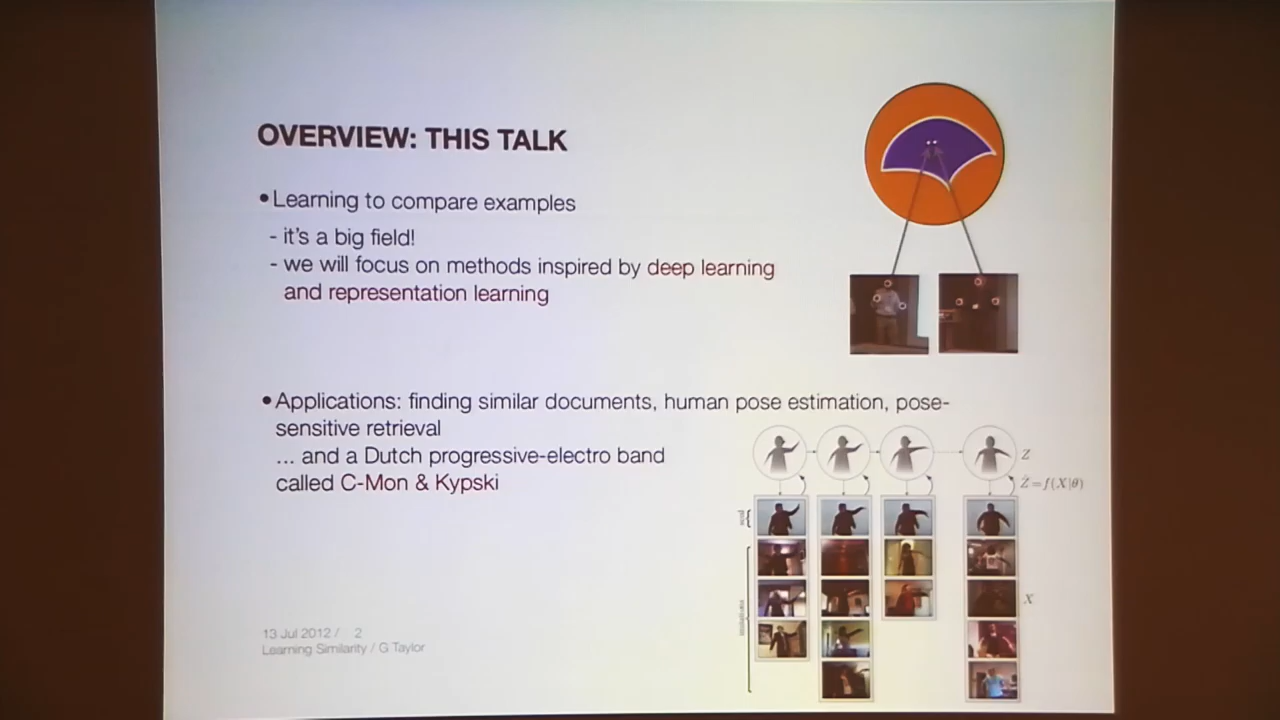 OVERVIEW: THIS TALK
•Learning to compare examples
- it's a big field!
- we will focus on methods inspired by deep learning
and representation learning
•Applications: finding similar documents, human pose estimation, pose-
sensitive retrieval
... and a Dutch progressive-electro band
called C-Mon & Kypski
Z
Ẑ=f(X|θ)
X
13 Jul 2012 / 2
Learning Similarity / G Taylor